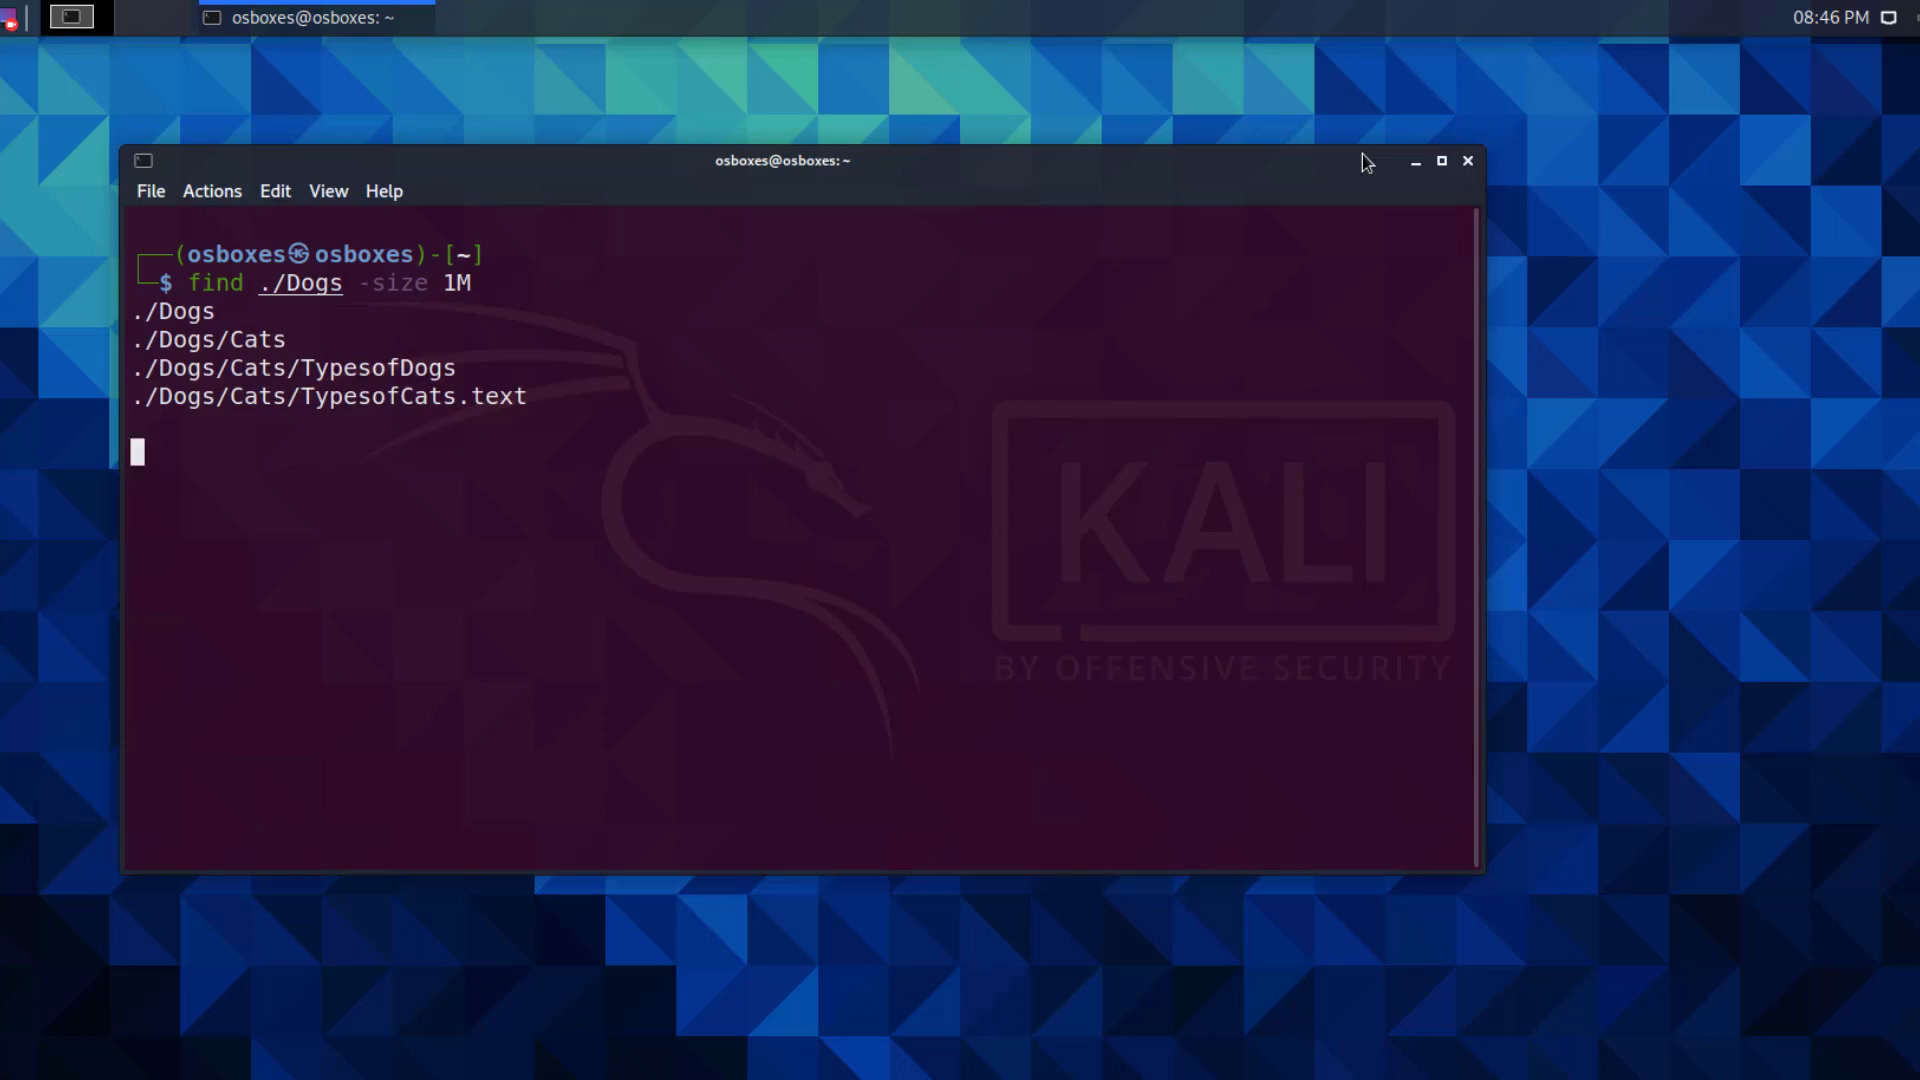 osboxes@osboxes: ~
08:46 PM
osboxes@osboxes: ~
File Actions Edit View Help
┌──(osboxes㉿osboxes)-[~]
└─$ find ./Dogs -size 1M
./Dogs
./Dogs/Cats
./Dogs/Cats/TypesofDogs
./Dogs/Cats/TypesofCats.text
KALI
BY OFFENSIVE SECURITY